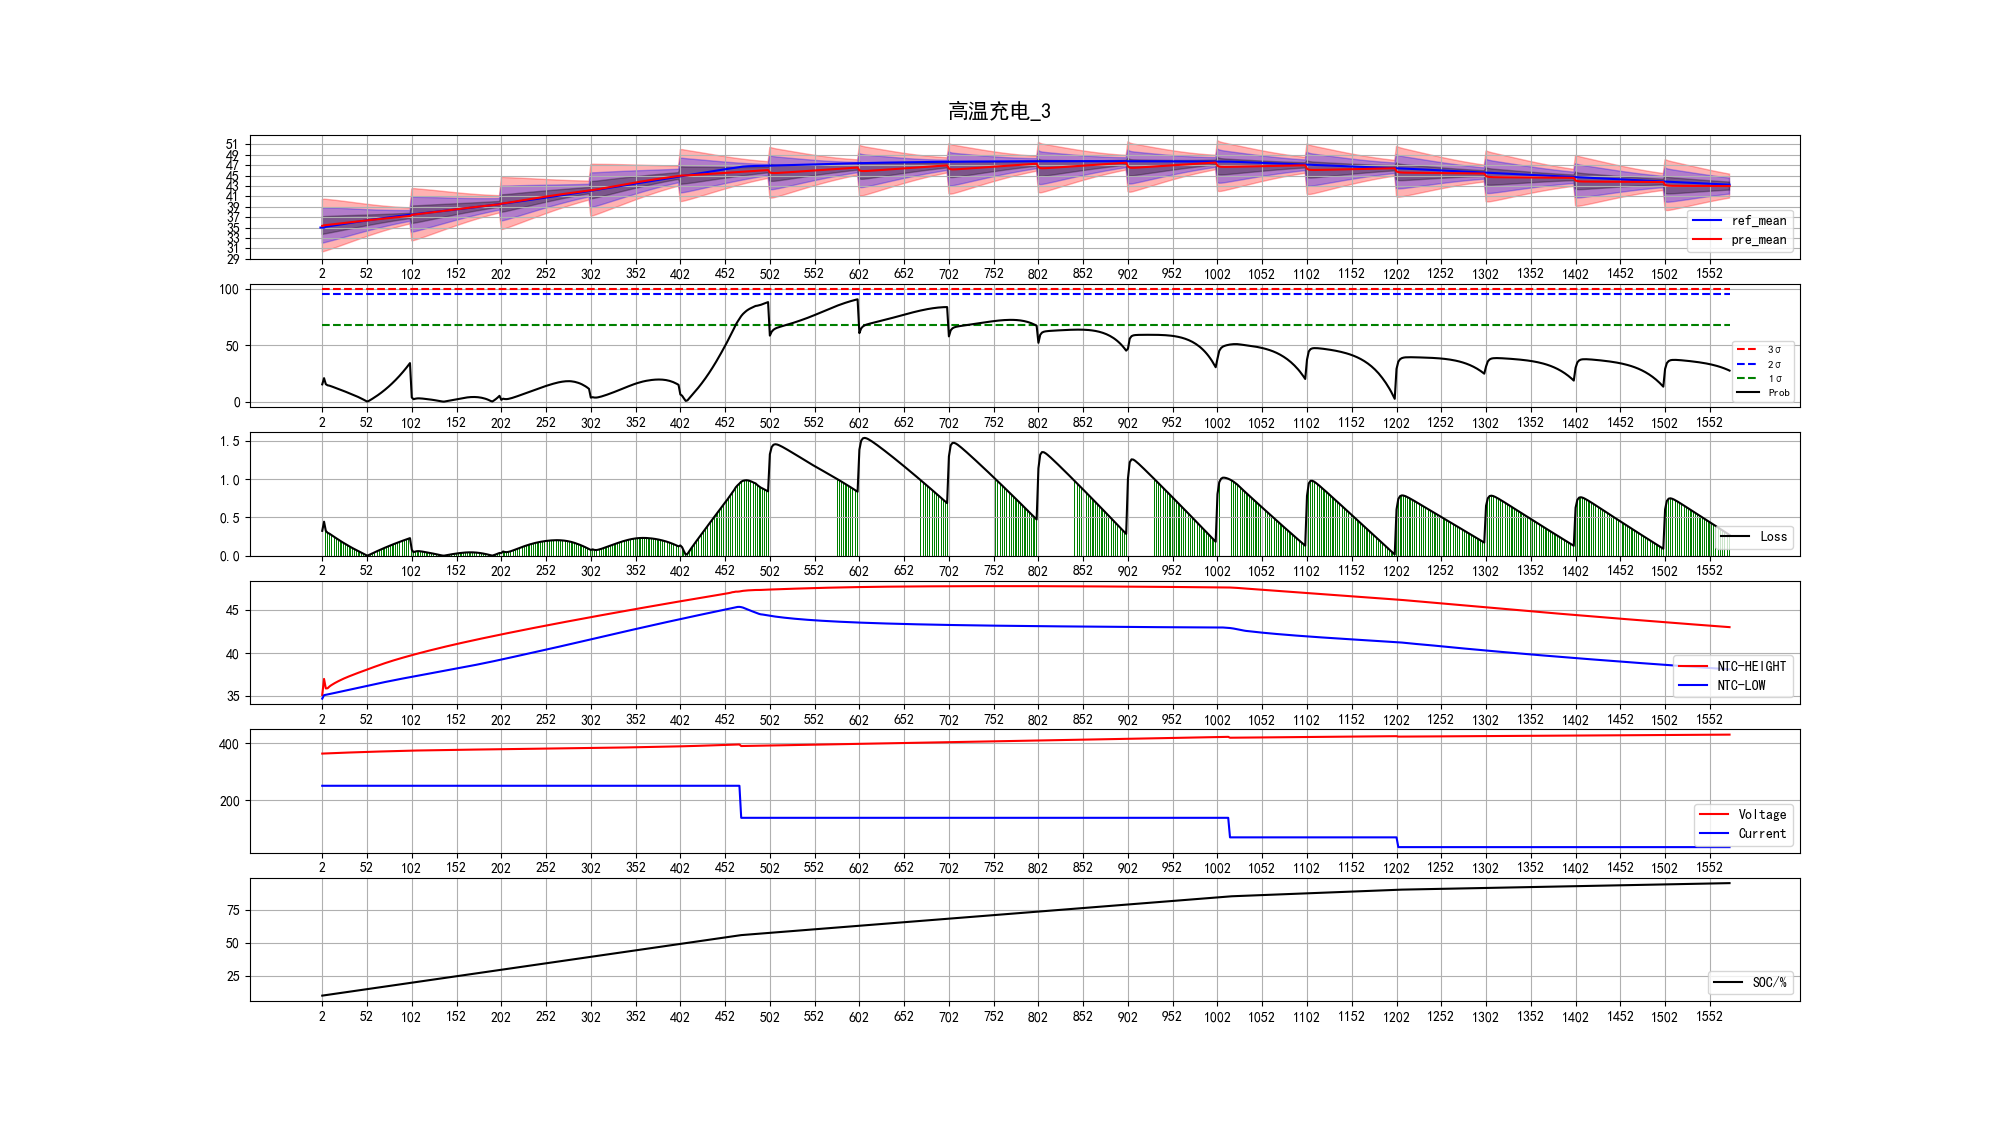 高温充电_3
51
49
47
45
43
41
39
37
35
33
31
29
ref_mean
pre_mean
2 52 102 152 202 252 302 352 402 452 502 552 602 652 702 752 802 852 902 952 1002 1052 1102 1152 1202 1252 1302 1352 1402 1452 1502 1552
100
50
0
3σ
2σ
1σ
Prob
2 52 102 152 202 252 302 352 402 452 502 552 602 652 702 752 802 852 902 952 1002 1052 1102 1152 1202 1252 1302 1352 1402 1452 1502 1552
1.5
1.0
0.5
0.0
Loss
2 52 102 152 202 252 302 352 402 452 502 552 602 652 702 752 802 852 902 952 1002 1052 1102 1152 1202 1252 1302 1352 1402 1452 1502 1552
45
40
35
NTC-HEIGHT
NTC-LOW
2 52 102 152 202 252 302 352 402 452 502 552 602 652 702 752 802 852 902 952 1002 1052 1102 1152 1202 1252 1302 1352 1402 1452 1502 1552
400
200
Voltage
Current
2 52 102 152 202 252 302 352 402 452 502 552 602 652 702 752 802 852 902 952 1002 1052 1102 1152 1202 1252 1302 1352 1402 1452 1502 1552
75
50
25
SOC/%
2 52 102 152 202 252 302 352 402 452 502 552 602 652 702 752 802 852 902 952 1002 1052 1102 1152 1202 1252 1302 1352 1402 1452 1502 1552